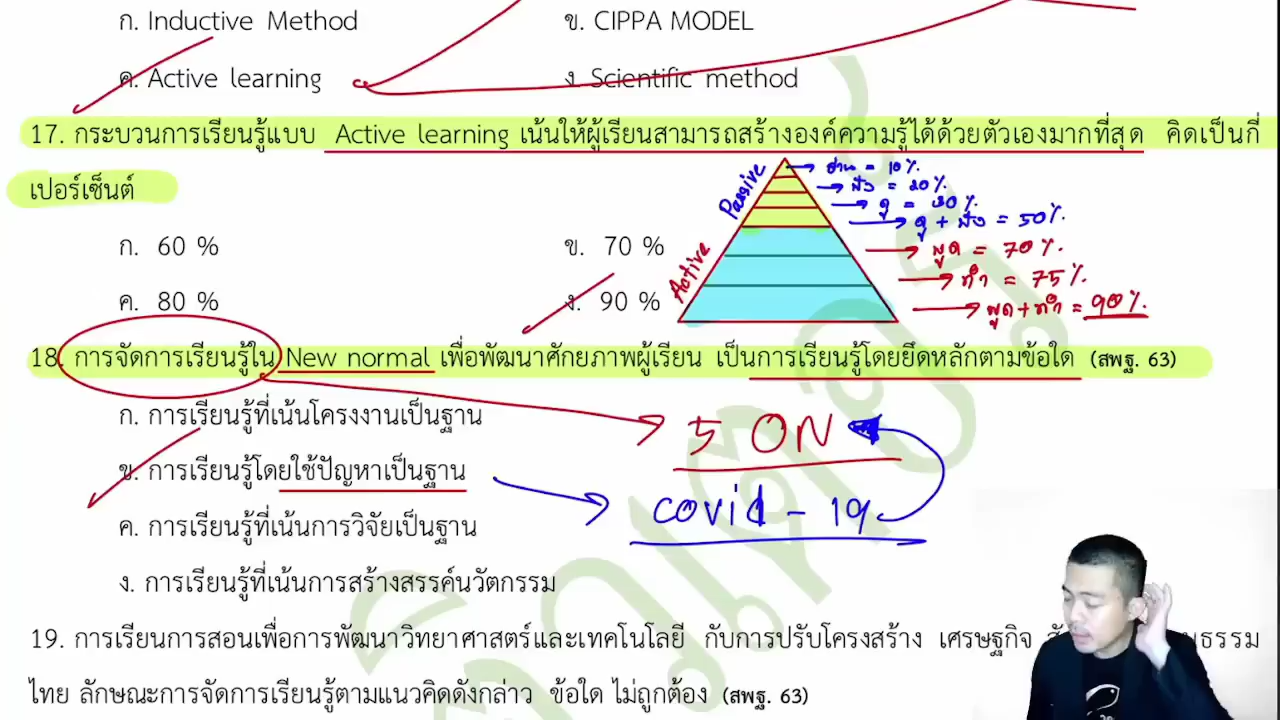 ก. Inductive Method ข. CIPPA MODEL
ค. Active learning ง. Scientific method
17. กระบวนการเรียนรู้แบบ Active learning เน้นให้ผู้เรียนสามารถสร้างองค์ความรู้ได้ด้วยตัวเองมากที่สุด คิดเป็นกี่
เปอร์เซ็นต์
Passive
อ่าน = 10%.
ฟัง = 20%.
ดู = 30%.
ดู + ฟัง = 50%.
Active
พูด = 70%.
ทำ = 75%.
พูด+ทำ = 90%.
ก. 60 % ข. 70 %
ค. 80 % ง. 90 %
18. การจัดการเรียนรู้ใน New normal เพื่อพัฒนาศักยภาพผู้เรียน เป็นการเรียนรู้โดยยึดหลักตามข้อใด (สพฐ. 63)
ก. การเรียนรู้ที่เน้นโครงงานเป็นฐาน
5 ON
ข. การเรียนรู้โดยใช้ปัญหาเป็นฐาน
covid - 19
ค. การเรียนรู้ที่เน้นการวิจัยเป็นฐาน
ง. การเรียนรู้ที่เน้นการสร้างสรรค์นวัตกรรม
19. การเรียนการสอนเพื่อการพัฒนาวิทยาศาสตร์และเทคโนโลยี กับการปรับโครงสร้าง เศรษฐกิจ
ไทย ลักษณะการจัดการเรียนรู้ตามแนวคิดดังกล่าว ข้อใด ไม่ถูกต้อง (สพฐ. 63)